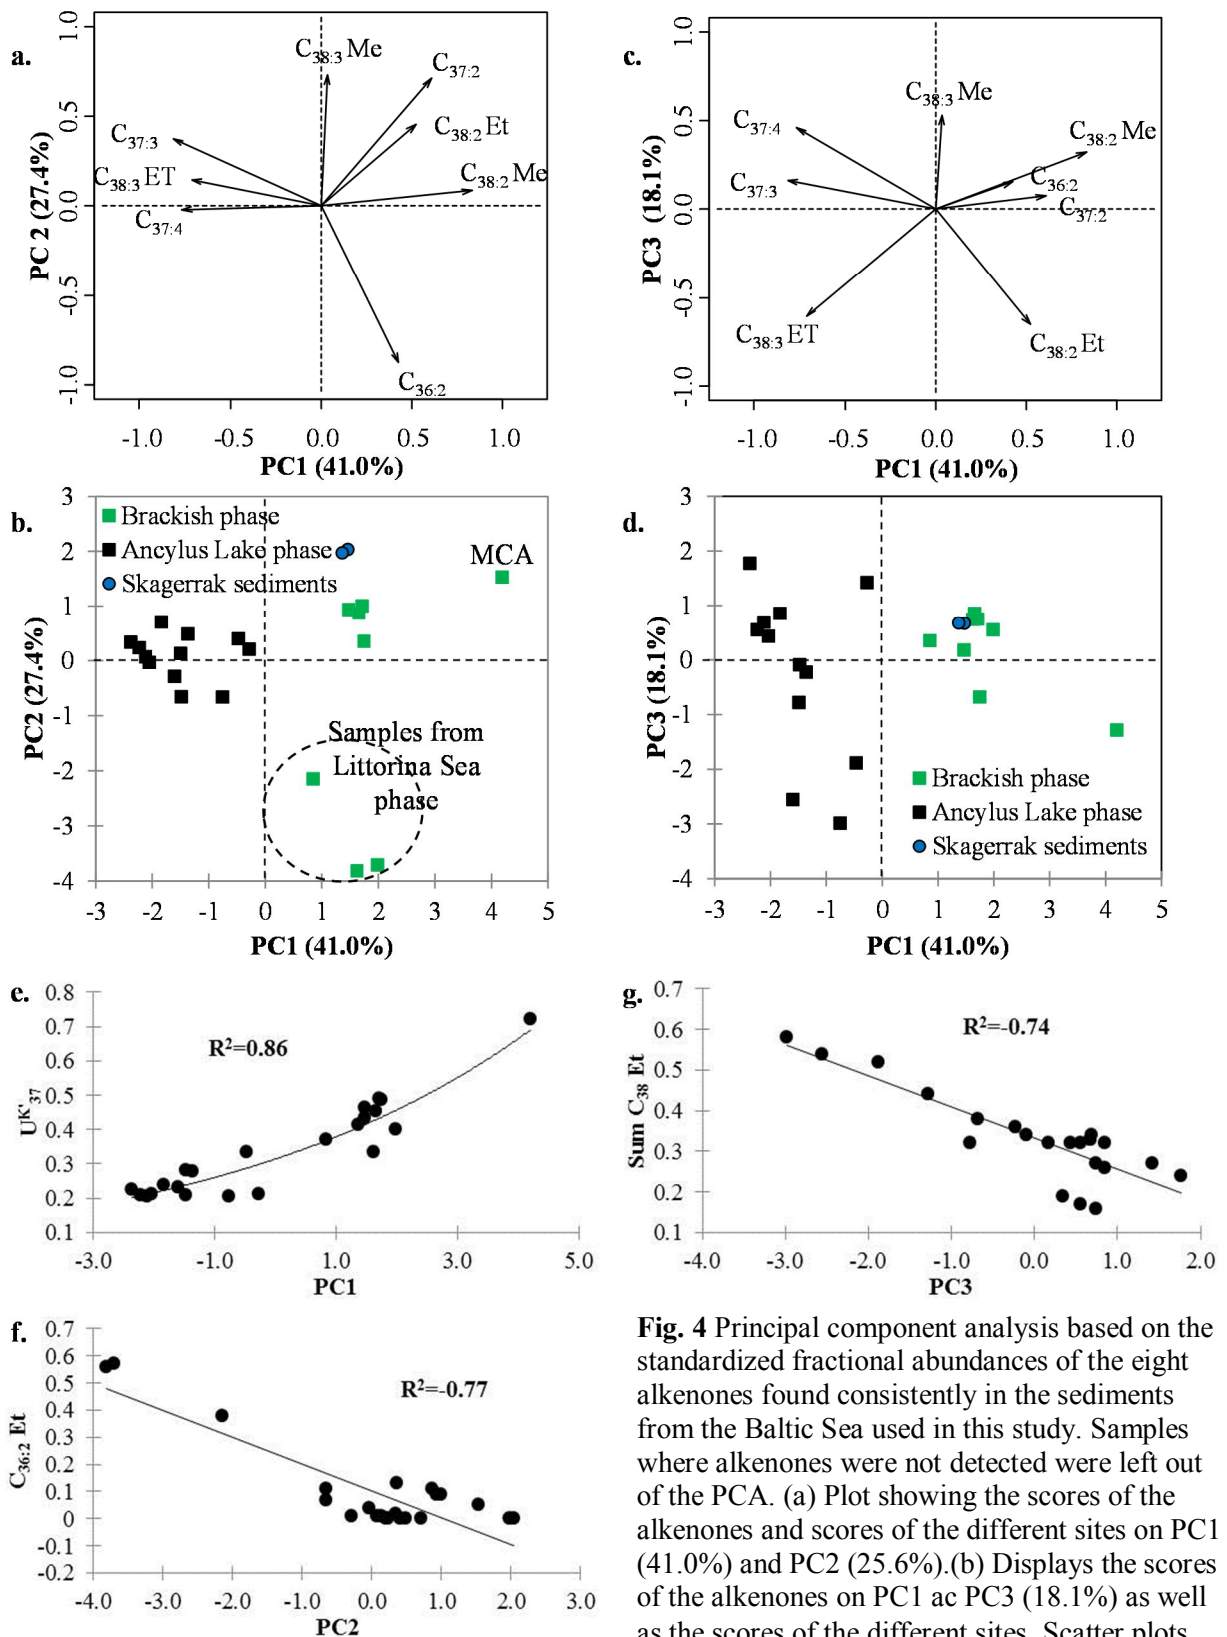 a.
1.0
0.5
0.0
-0.5
-1.0
PC 2 (27.4%)
C38:3 Me
C37:2
C38:2 Et
C38:2 Me
C37:3
C38:3 ET
C37:4
C36:2
-1.0 -0.5 0.0 0.5 1.0
PC1 (41.0%)
c.
1.0
0.5
0.0
-0.5
-1.0
PC3 (18.1%)
C38:3 Me
C37:4
C38:2 Me
C37:3
C36:2
C37:2
C38:3 ET
C38:2 Et
-1.0 -0.5 0.0 0.5 1.0
PC1 (41.0%)
b.
3
2
1
0
-1
-2
-3
-4
PC2 (27.4%)
Brackish phase
Ancylus Lake phase
Skagerrak sediments
MCA
Samples from
Littorina Sea
phase
-3 -2 -1 0 1 2 3 4 5
PC1 (41.0%)
d.
3
2
1
0
-1
-2
-3
-4
PC3 (18.1%)
Brackish phase
Ancylus Lake phase
Skagerrak sediments
-3 -2 -1 0 1 2 3 4 5
PC1 (41.0%)
e.
0.8
0.7
0.6
0.5
0.4
0.3
0.2
0.1
UK'37
R2=0.86
-3.0 -1.0 1.0 3.0 5.0
PC1
g.
0.7
0.6
0.5
0.4
0.3
0.2
0.1
Sum C38 Et
R2=-0.74
-4.0 -3.0 -2.0 -1.0 0.0 1.0 2.0
PC3
f.
0.7
0.6
0.5
0.4
0.3
0.2
0.1
0
-0.1
-0.2
C36:2 Et
R2=-0.77
-4.0 -3.0 -2.0 -1.0 0.0 1.0 2.0 3.0
PC2
Fig. 4 Principal component analysis based on the
standardized fractional abundances of the eight
alkenones found consistently in the sediments
from the Baltic Sea used in this study. Samples
where alkenones were not detected were left out
of the PCA. (a) Plot showing the scores of the
alkenones and scores of the different sites on PC1
(41.0%) and PC2 (25.6%).(b) Displays the scores
of the alkenones on PC1 ac PC3 (18.1%) as well
as the scores of the different sites. Scatter plots